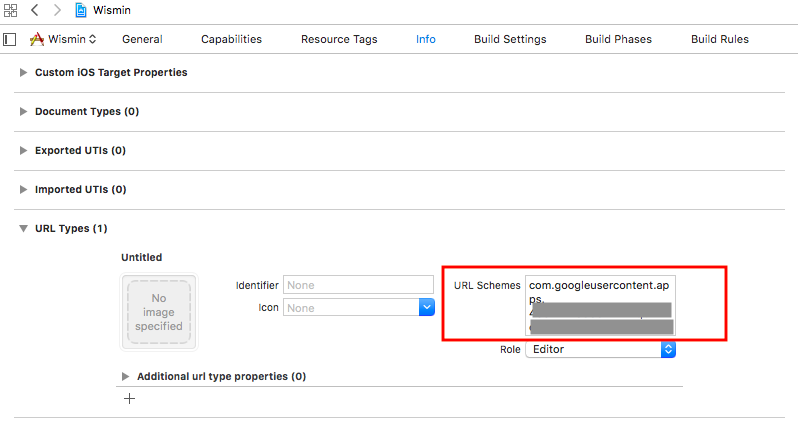 Wismin
Wismin General Capabilities Resource Tags Info Build Settings Build Phases Build Rules
Custom iOS Target Properties
Document Types (0)
Exported UTIs (0)
Imported UTIs (0)
URL Types (1)
Untitled
No
image
specified
Identifier None
Icon None
URL Schemes com.googleusercontent.ap
ps.
Role Editor
Additional url type properties (0)